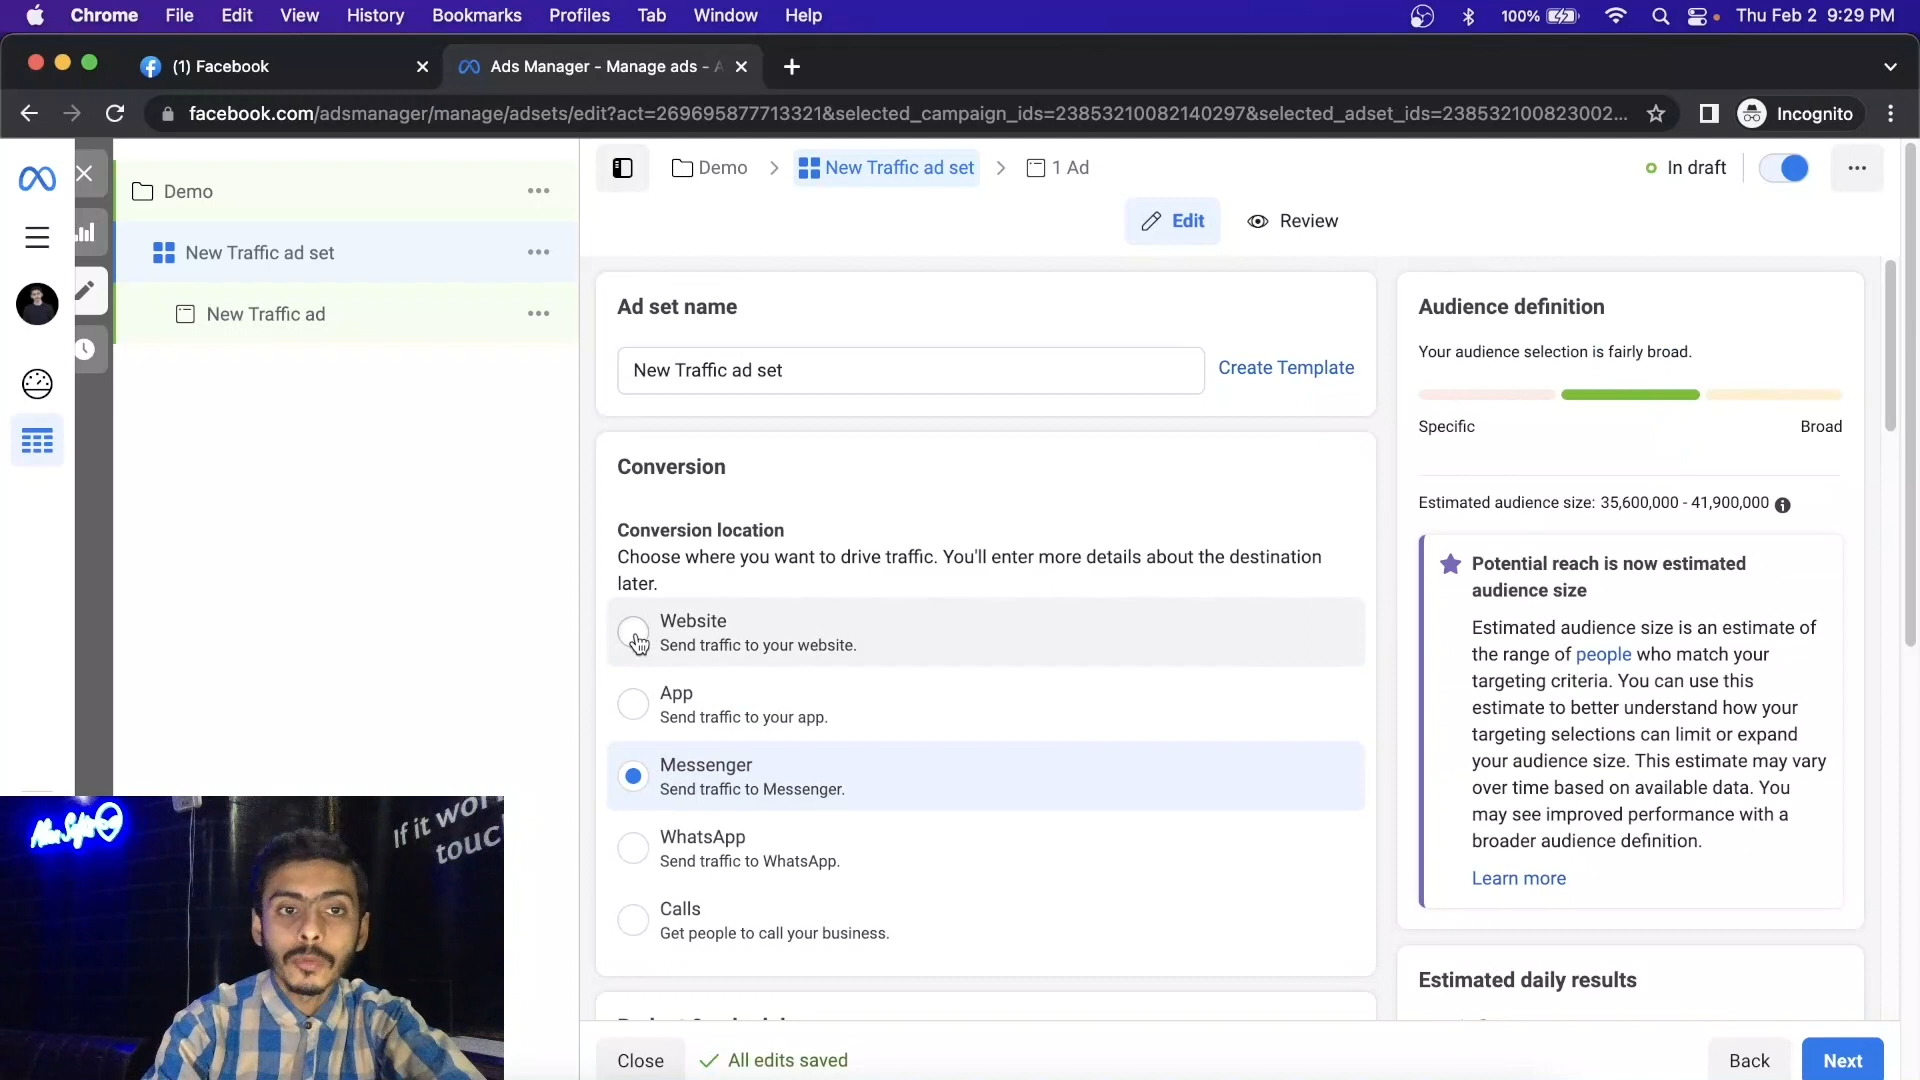 Chrome File Edit View History Bookmarks Profiles Tab Window Help 100% Thu Feb 2 9:29 PM
(1) Facebook
Ads Manager - Manage ads - A
facebook.com/adsmanager/manage/adsets/edit?act=269695877713321&selected_campaign_ids=23853210082140297&selected_adset_ids=238532100823002...
Incognito
Demo
New Traffic ad set
New Traffic ad
Demo
New Traffic ad set
1 Ad
In draft
Edit
Review
Ad set name
New Traffic ad set
Create Template
Conversion
Conversion location
Choose where you want to drive traffic. You'll enter more details about the destination
later.
Website
Send traffic to your website.
App
Send traffic to your app.
Messenger
Send traffic to Messenger.
WhatsApp
Send traffic to WhatsApp.
Calls
Get people to call your business.
Audience definition
Your audience selection is fairly broad.
Specific
Broad
Estimated audience size: 35,600,000 - 41,900,000
Potential reach is now estimated
audience size
Estimated audience size is an estimate of
the range of people who match your
targeting criteria. You can use this
estimate to better understand how your
targeting selections can limit or expand
your audience size. This estimate may vary
over time based on available data. You
may see improved performance with a
broader audience definition.
Learn more
Estimated daily results
Close
All edits saved
Back
Next
If it wor
touc